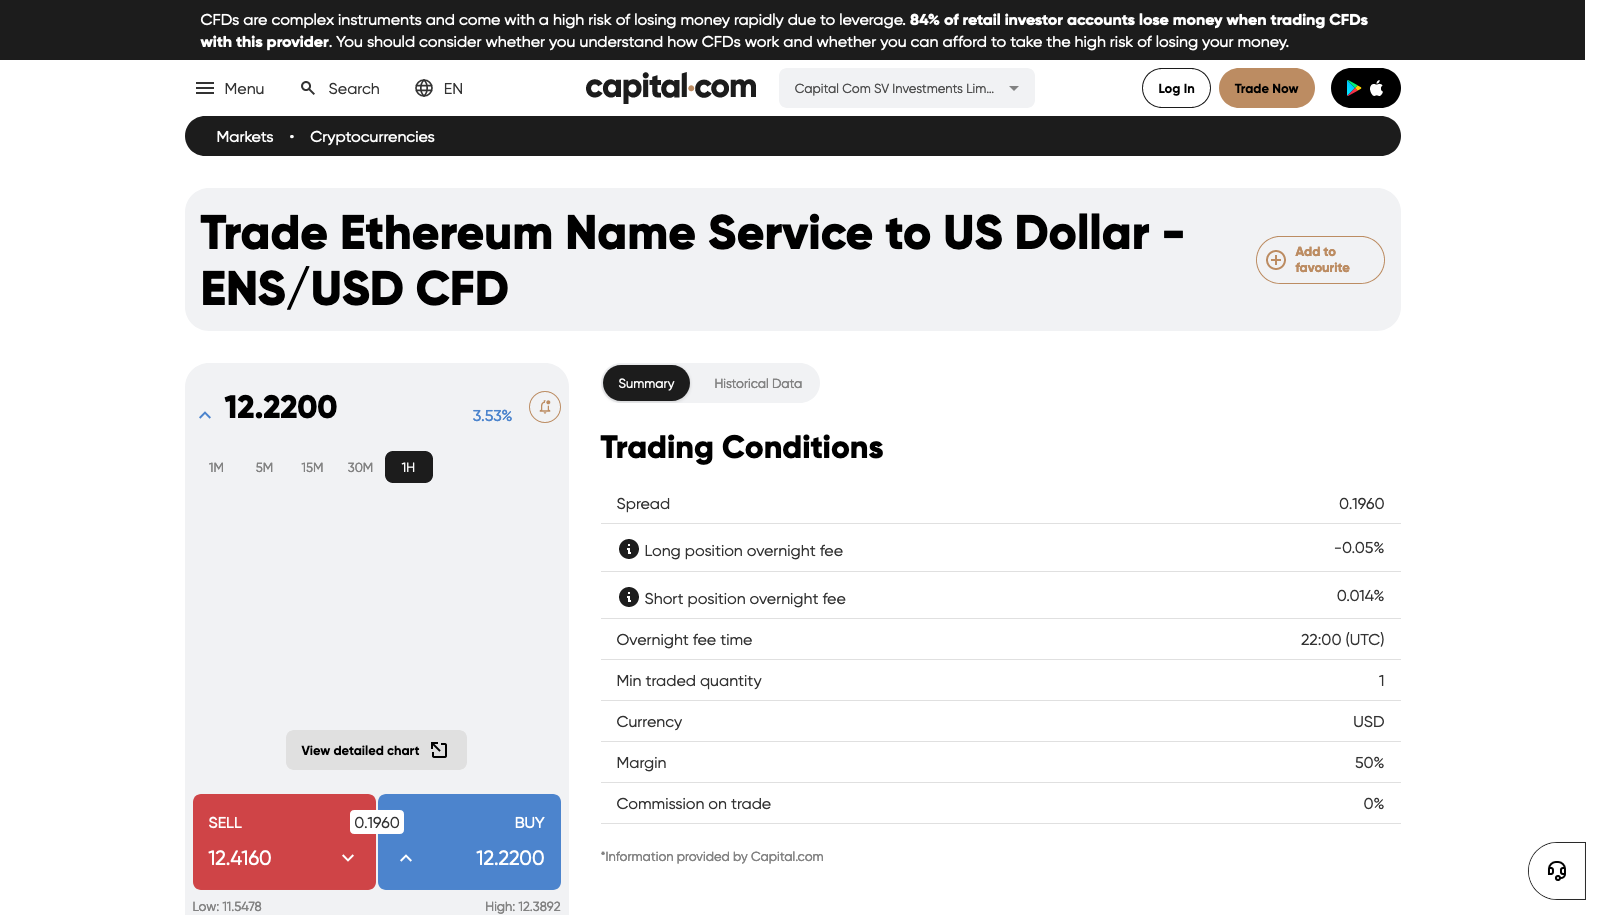 CFDs are complex instruments and come with a high risk of losing money rapidly due to leverage. 84% of retail investor accounts lose money when trading CFDs
with this provider. You should consider whether you understand how CFDs work and whether you can afford to take the high risk of losing your money.
Menu Search EN capital.com Capital Com SV Investments Lim... Log In Trade Now
Markets • Cryptocurrencies
Trade Ethereum Name Service to US Dollar -
ENS/USD CFD
Add to
favourite
12.2200 3.53%
1M 5M 15M 30M 1H
View detailed chart
SELL 0.1960 BUY
12.4160 12.2200
Low: 11.5478 High: 12.3892
Summary Historical Data
Trading Conditions
Spread 0.1960
Long position overnight fee -0.05%
Short position overnight fee 0.014%
Overnight fee time 22:00 (UTC)
Min traded quantity 1
Currency USD
Margin 50%
Commission on trade 0%
*Information provided by Capital.com